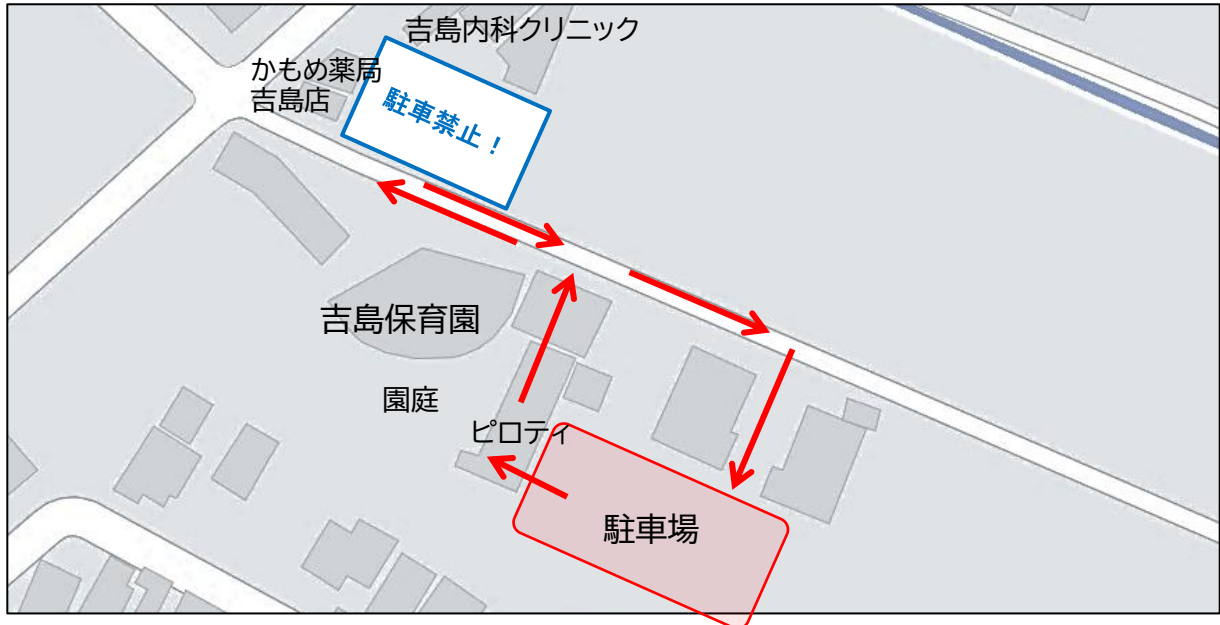 吉島内科クリニック
かもめ薬局
吉島店
駐車禁止！
吉島保育園
園庭
ピロティ
駐車場